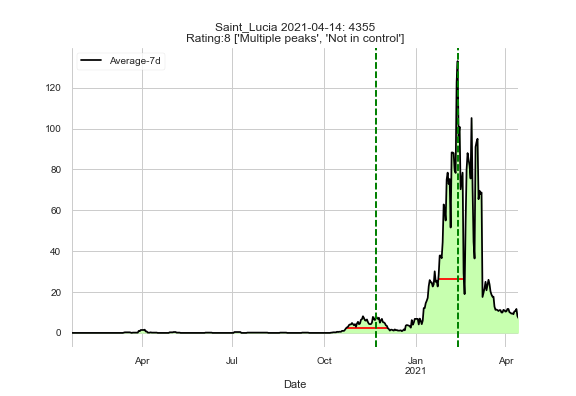 Saint_Lucia 2021-04-14: 4355
Rating:8 ['Multiple peaks', 'Not in control']
Average-7d
120
100
80
60
40
20
0
Apr
Jul
Oct
Jan
2021
Apr
Date